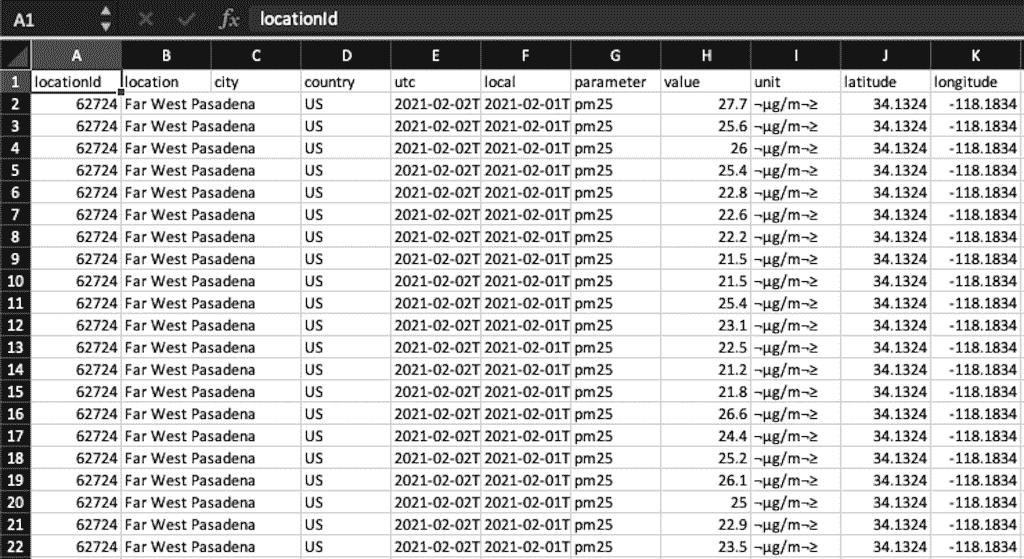 A1 fx locationId
A B C D E F G H I J K
1 locationId location city country utc local parameter value unit latitude longitude
2 62724 Far West Pasadena US 2021-02-02T 2021-02-01T pm25 27.7 ¬µg/m¬≥ 34.1324 -118.1834
3 62724 Far West Pasadena US 2021-02-02T 2021-02-01T pm25 25.6 ¬µg/m¬≥ 34.1324 -118.1834
4 62724 Far West Pasadena US 2021-02-02T 2021-02-01T pm25 26 ¬µg/m¬≥ 34.1324 -118.1834
5 62724 Far West Pasadena US 2021-02-02T 2021-02-01T pm25 25.4 ¬µg/m¬≥ 34.1324 -118.1834
6 62724 Far West Pasadena US 2021-02-02T 2021-02-01T pm25 22.8 ¬µg/m¬≥ 34.1324 -118.1834
7 62724 Far West Pasadena US 2021-02-02T 2021-02-01T pm25 22.6 ¬µg/m¬≥ 34.1324 -118.1834
8 62724 Far West Pasadena US 2021-02-02T 2021-02-01T pm25 22.2 ¬µg/m¬≥ 34.1324 -118.1834
9 62724 Far West Pasadena US 2021-02-02T 2021-02-01T pm25 21.5 ¬µg/m¬≥ 34.1324 -118.1834
10 62724 Far West Pasadena US 2021-02-02T 2021-02-01T pm25 21.5 ¬µg/m¬≥ 34.1324 -118.1834
11 62724 Far West Pasadena US 2021-02-02T 2021-02-01T pm25 25.4 ¬µg/m¬≥ 34.1324 -118.1834
12 62724 Far West Pasadena US 2021-02-02T 2021-02-01T pm25 23.1 ¬µg/m¬≥ 34.1324 -118.1834
13 62724 Far West Pasadena US 2021-02-02T 2021-02-01T pm25 22.5 ¬µg/m¬≥ 34.1324 -118.1834
14 62724 Far West Pasadena US 2021-02-02T 2021-02-01T pm25 21.2 ¬µg/m¬≥ 34.1324 -118.1834
15 62724 Far West Pasadena US 2021-02-02T 2021-02-01T pm25 21.8 ¬µg/m¬≥ 34.1324 -118.1834
16 62724 Far West Pasadena US 2021-02-02T 2021-02-01T pm25 26.6 ¬µg/m¬≥ 34.1324 -118.1834
17 62724 Far West Pasadena US 2021-02-02T 2021-02-01T pm25 24.4 ¬µg/m¬≥ 34.1324 -118.1834
18 62724 Far West Pasadena US 2021-02-02T 2021-02-01T pm25 25.2 ¬µg/m¬≥ 34.1324 -118.1834
19 62724 Far West Pasadena US 2021-02-02T 2021-02-01T pm25 26.1 ¬µg/m¬≥ 34.1324 -118.1834
20 62724 Far West Pasadena US 2021-02-02T 2021-02-01T pm25 25 ¬µg/m¬≥ 34.1324 -118.1834
21 62724 Far West Pasadena US 2021-02-02T 2021-02-01T pm25 22.9 ¬µg/m¬≥ 34.1324 -118.1834
22 62724 Far West Pasadena US 2021-02-02T 2021-02-01T pm25 23.5 ¬µg/m¬≥ 34.1324 -118.1834